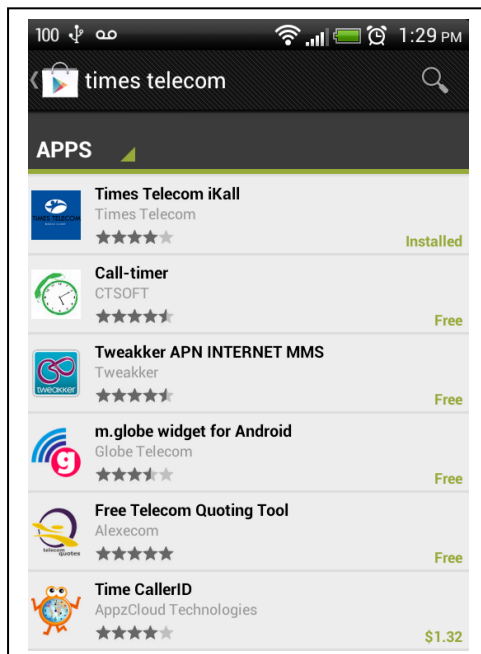 100 1:29 PM
times telecom
APPS
Times Telecom iKall
Times Telecom
TIMES TELECOM
Installed
Call-timer
CTSOFT
Free
Tweakker APN INTERNET MMS
Tweakker
TWEAKKER
Free
m.globe widget for Android
Globe Telecom
g
Free
Free Telecom Quoting Tool
Alexecom
telecom
quotes
Free
Time CallerID
AppzCloud Technologies
$1.32